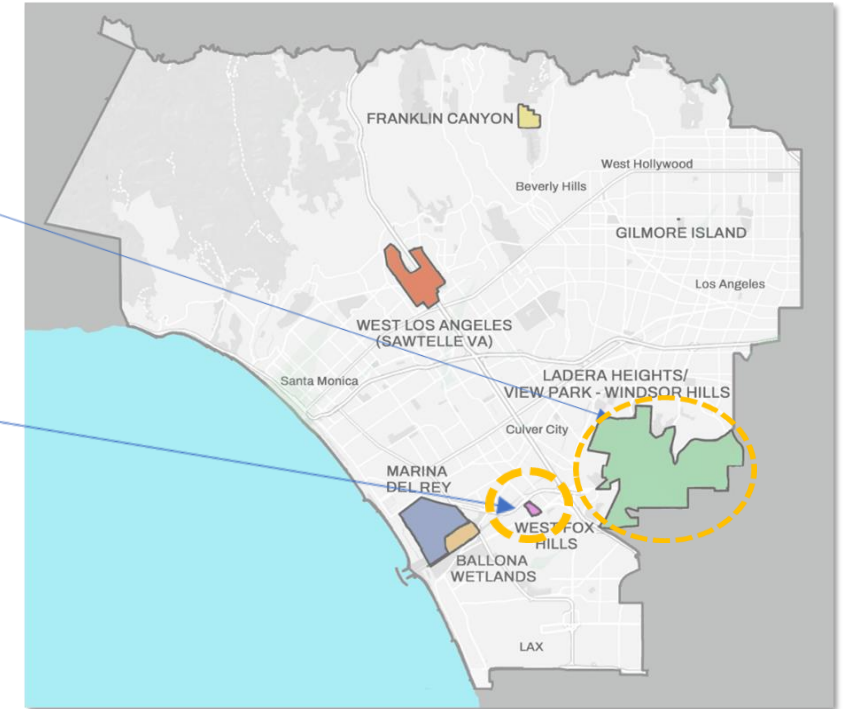 FRANKLIN CANYON
West Hollywood
Beverly Hills
GILMORE ISLAND
Los Angeles
WEST LOS ANGELES
(SAWTELLE VA)
Santa Monica
LADERA HEIGHTS/
VIEW PARK - WINDSOR HILLS
Culver City
MARINA
DEL REY
WEST FOX
HILLS
BALLONA
WETLANDS
LAX